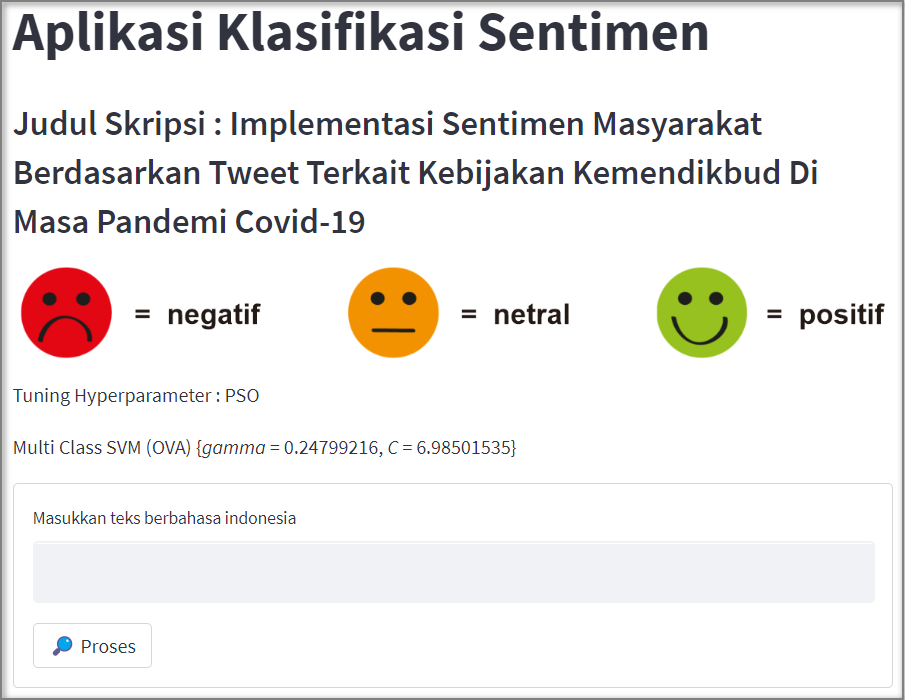 Aplikasi Klasifikasi Sentimen
Judul Skripsi : Implementasi Sentimen Masyarakat
Berdasarkan Tweet Terkait Kebijakan Kemendikbud Di
Masa Pandemi Covid-19
= negatif = netral = positif
Tuning Hyperparameter : PSO
Multi Class SVM (OVA) {gamma = 0.24799216, C = 6.98501535}
Masukkan teks berbahasa indonesia
Proses